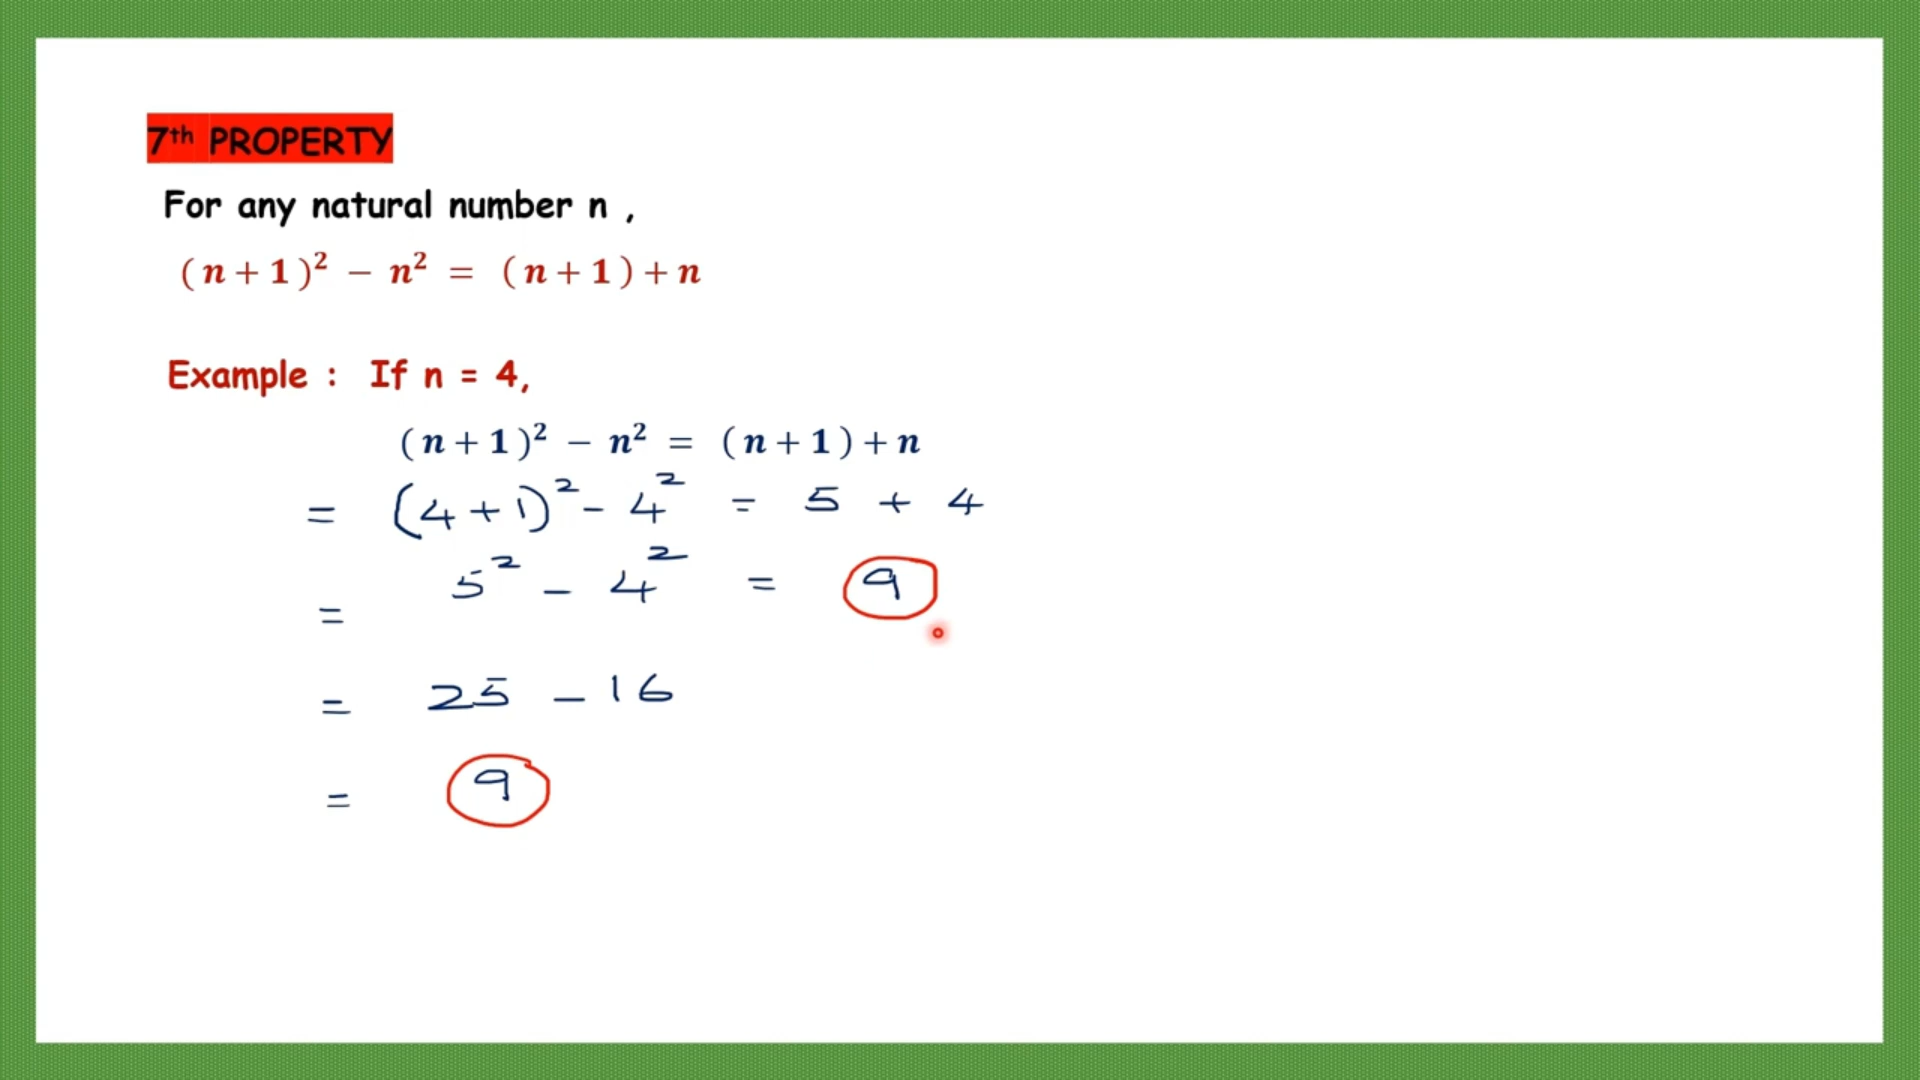 7th PROPERTY
For any natural number n ,
(n+1)² − n² = (n+1)+n
Example : If n = 4,
(n+1)² − n² = (n+1)+n
= (4+1)² − 4² = 5 + 4
= 5² − 4² = 9
= 25 − 16
= 9